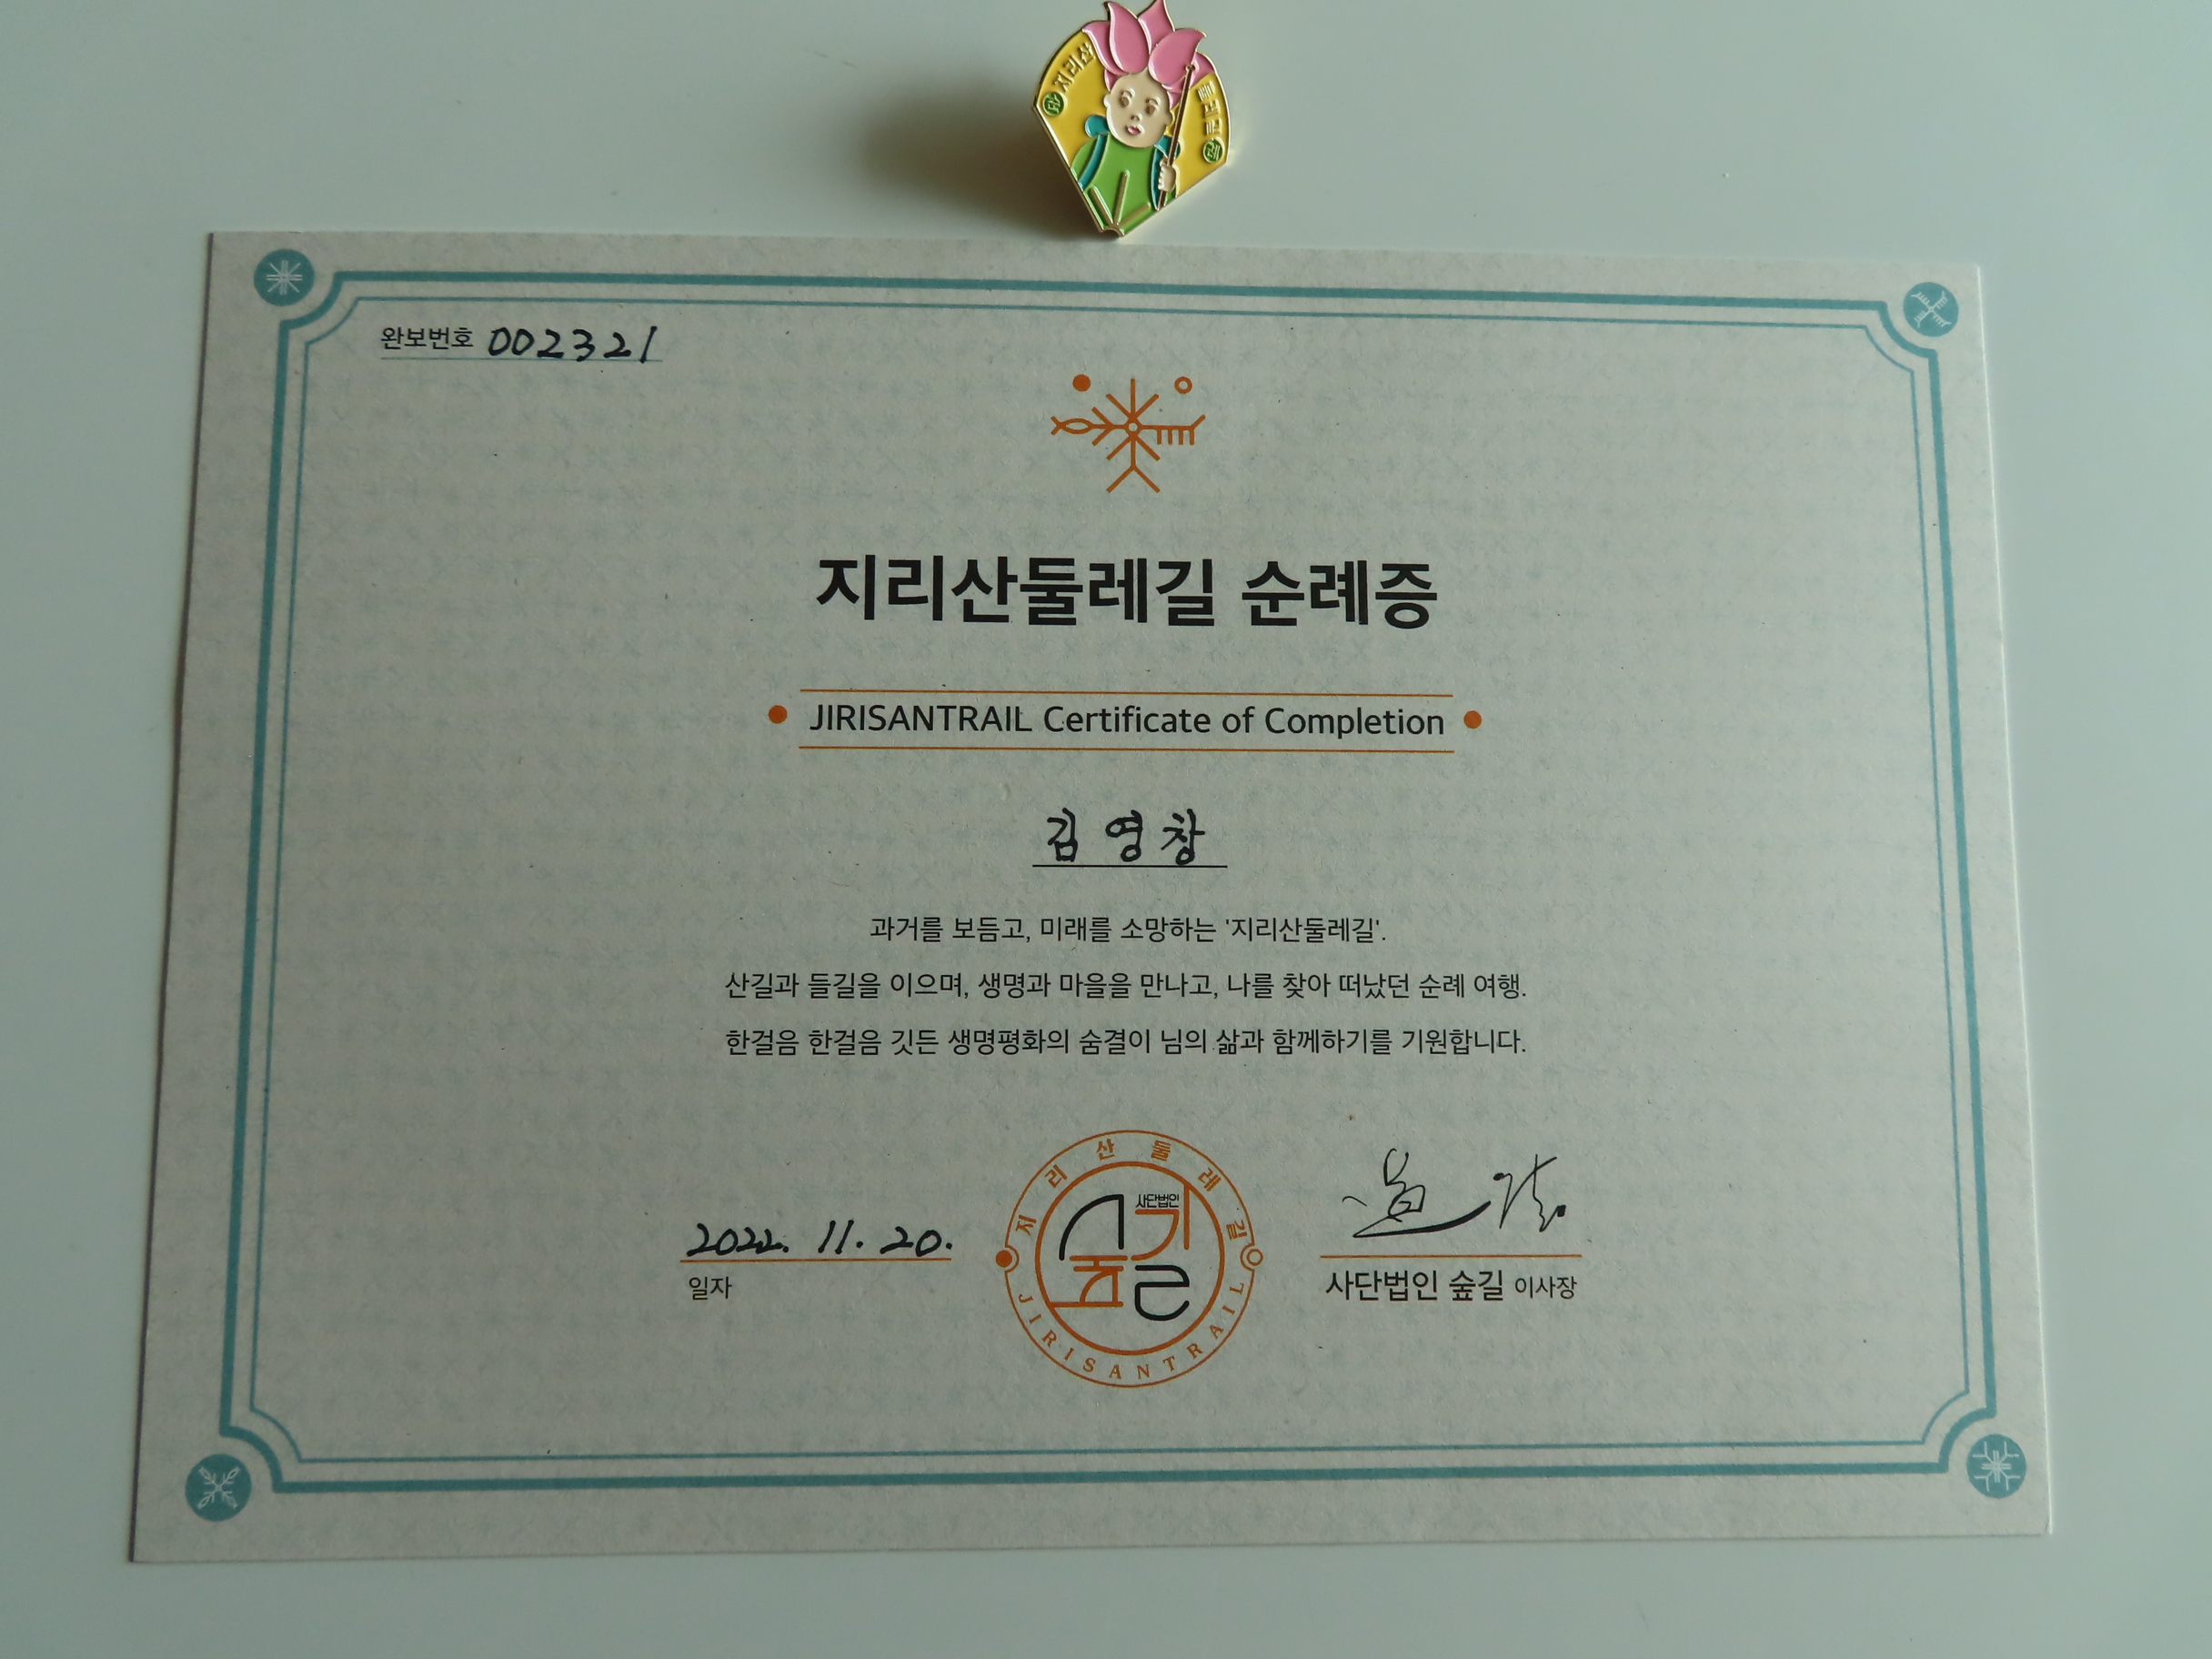 지리산 둘레길
완보번호 002321
지리산둘레길 순례증
JIRISANTRAIL Certificate of Completion
김영창
과거를 보듬고, 미래를 소망하는 '지리산둘레길'.
산길과 들길을 이으며, 생명과 마을을 만나고, 나를 찾아 떠났던 순례 여행.
한걸음 한걸음 깃든 생명평화의 숨결이 님의 삶과 함께하기를 기원합니다.
2022. 11. 20.
일자
지리산둘레길
사단법인
숲길
JIRISANTRAIL
사단법인 숲길 이사장